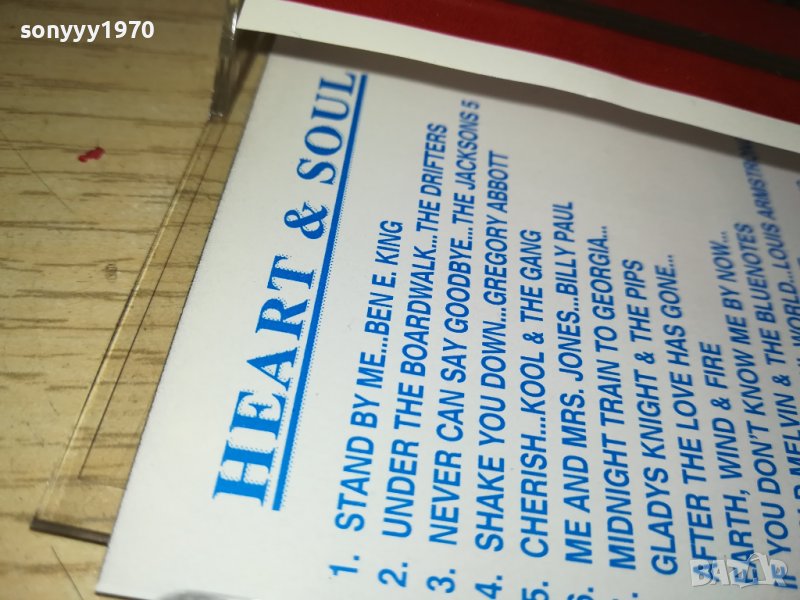 sonyyy1970
HEART & SOUL
1. STAND BY ME...BEN E. KING
2. UNDER THE BOARDWALK...THE DRIFTERS
3. NEVER CAN SAY GOODBYE...THE JACKSONS 5
4. SHAKE YOU DOWN...GREGORY ABBOTT
5. CHERISH...KOOL & THE GANG
6. ME AND MRS. JONES...BILLY PAUL
MIDNIGHT TRAIN TO GEORGIA...
GLADYS KNIGHT & THE PIPS
AFTER THE LOVE HAS GONE...
EARTH, WIND & FIRE
IF YOU DON'T KNOW ME BY NOW...
MELVIN & THE BLUENOTES
WORLD...LOUIS ARMSTRON